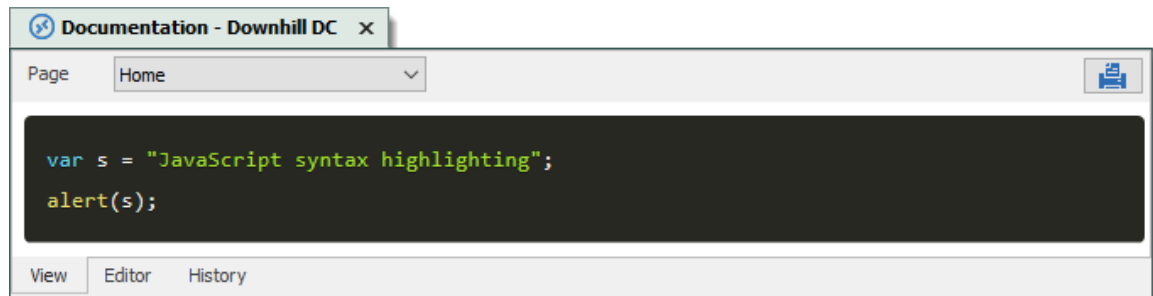 Documentation - Downhill DC x
Page Home
var s = "JavaScript syntax highlighting";
alert(s);
View Editor History